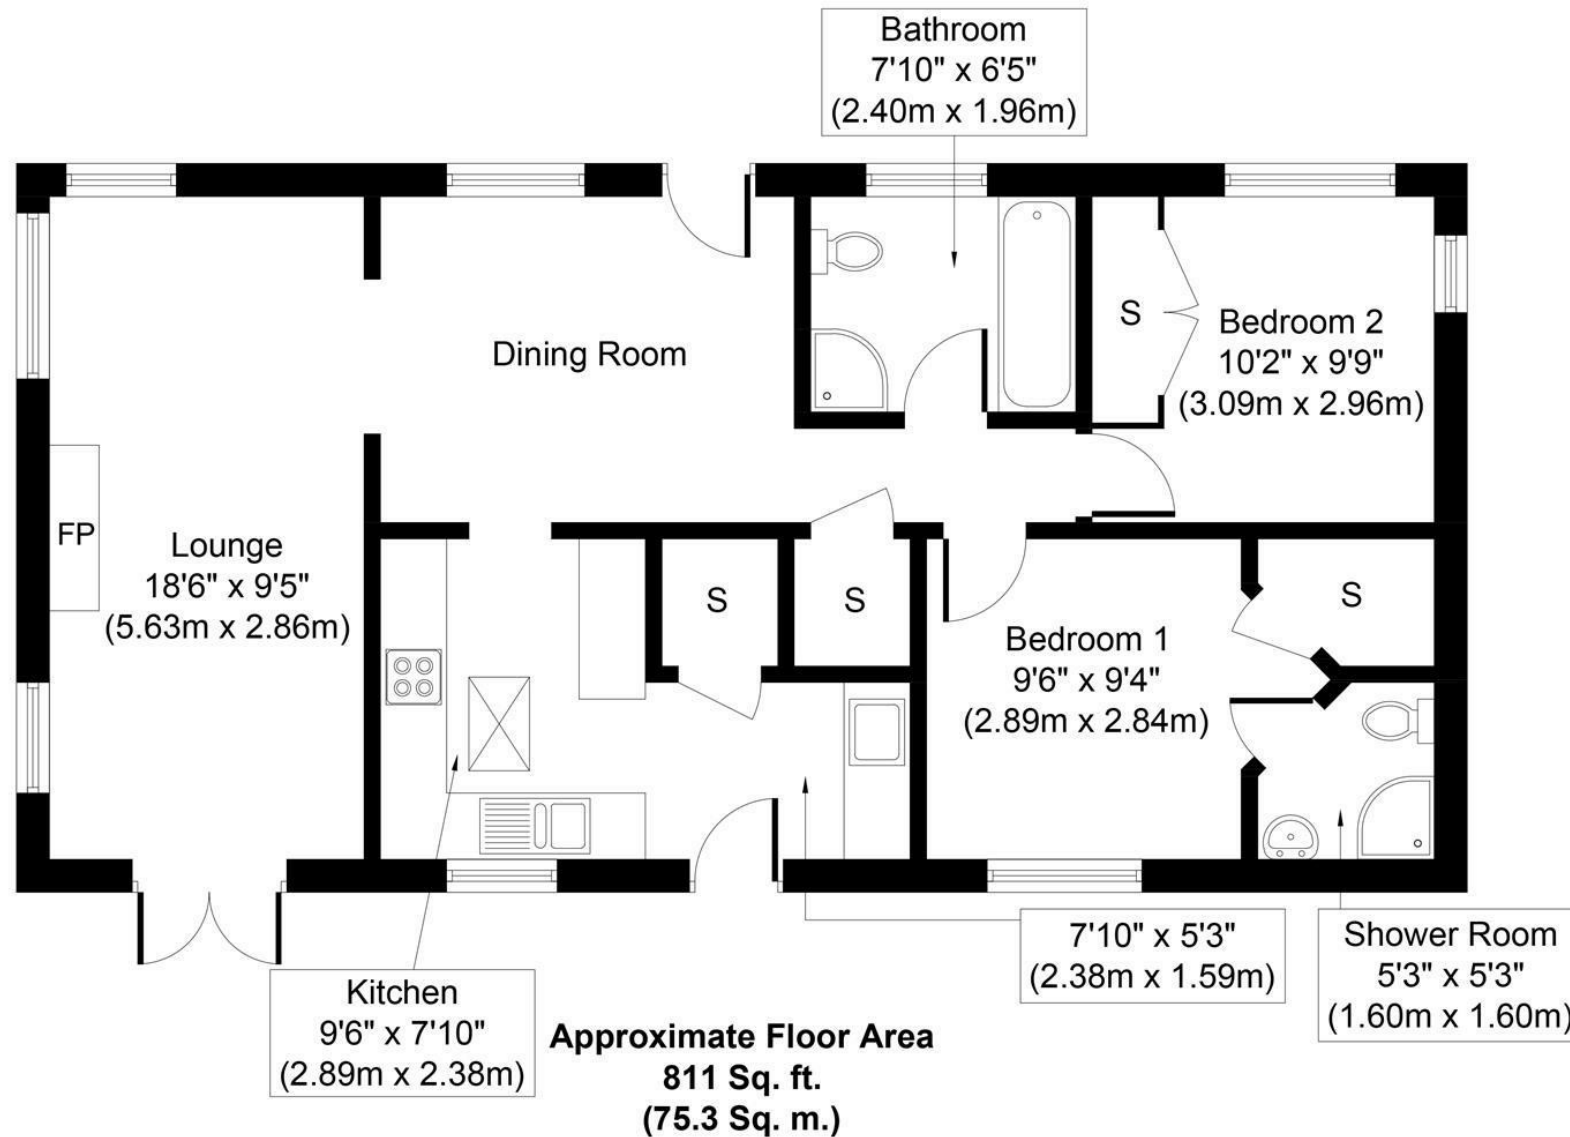 Bathroom
7'10" x 6'5"
(2.40m x 1.96m)
Dining Room
S
Bedroom 2
10'2" x 9'9"
(3.09m x 2.96m)
FP
Lounge
18'6" x 9'5"
(5.63m x 2.86m)
S
S
Bedroom 1
9'6" x 9'4"
(2.89m x 2.84m)
S
Kitchen
9'6" x 7'10"
(2.89m x 2.38m)
7'10" x 5'3"
(2.38m x 1.59m)
Shower Room
5'3" x 5'3"
(1.60m x 1.60m)
Approximate Floor Area
811 Sq. ft.
(75.3 Sq. m.)